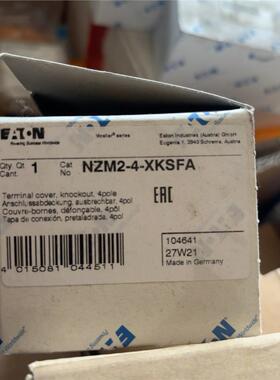 EATON
Powering Business Worldwide
Moeller® series
Eaton Industries (Austria) GmbH
Eugenia 1, 3943 Schrems, Austria
Qty Qt
Cant.
1
Cat
No
NZM2-4-XKSFA
Terminal cover, knockout, 4pole
Anschlussabdeckung, ausbrechbar, 4pol
Couvre-bornes, défonçable, 4pol
Tapa de conexión, pretaladrada, 4pol
EAC
104641
27W21
Made in Germany
4 015081 044511